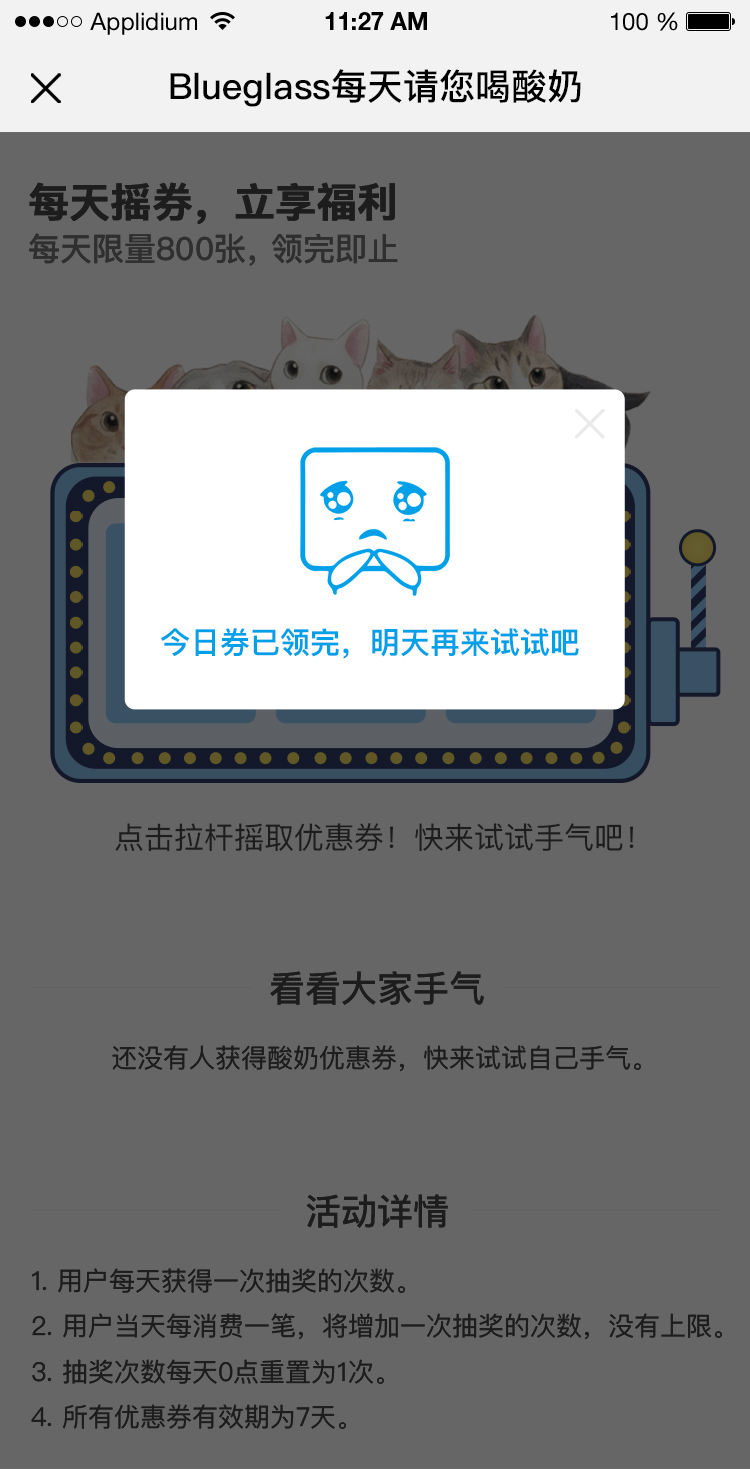 Applidium 11:27 AM 100 %
Blueglass每天请您喝酸奶
每天摇券，立享福利
每天限量800张，领完即止
今日券已领完，明天再来试试吧
点击拉杆摇取优惠券！快来试试手气吧！
看看大家手气
还没有人获得酸奶优惠券，快来试试自己手气。
活动详情
1. 用户每天获得一次抽奖的次数。
2. 用户当天每消费一笔，将增加一次抽奖的次数，没有上限。
3. 抽奖次数每天0点重置为1次。
4. 所有优惠券有效期为7天。